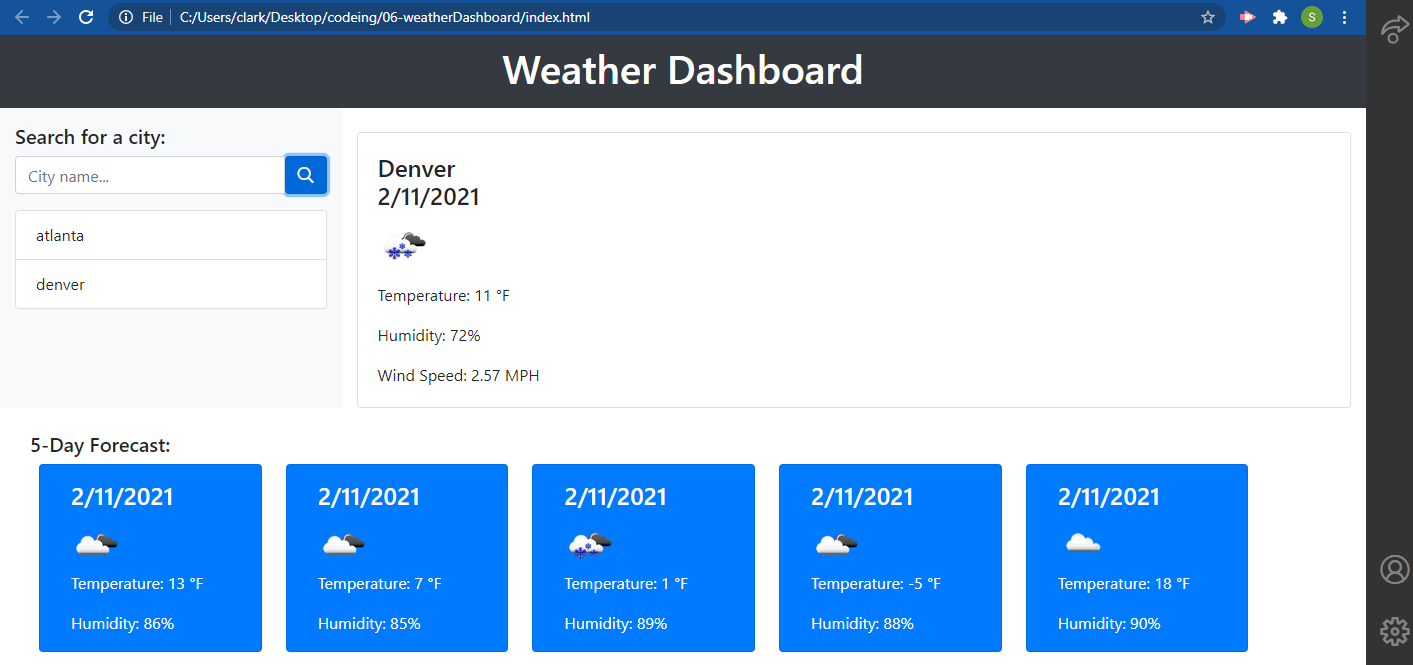 File C:/Users/clark/Desktop/codeing/06-weatherDashboard/index.html
S
Weather Dashboard
Search for a city:
City name...
atlanta
denver
Denver
2/11/2021
Temperature: 11 °F
Humidity: 72%
Wind Speed: 2.57 MPH
5-Day Forecast:
2/11/2021
Temperature: 13 °F
Humidity: 86%
2/11/2021
Temperature: 7 °F
Humidity: 85%
2/11/2021
Temperature: 1 °F
Humidity: 89%
2/11/2021
Temperature: -5 °F
Humidity: 88%
2/11/2021
Temperature: 18 °F
Humidity: 90%